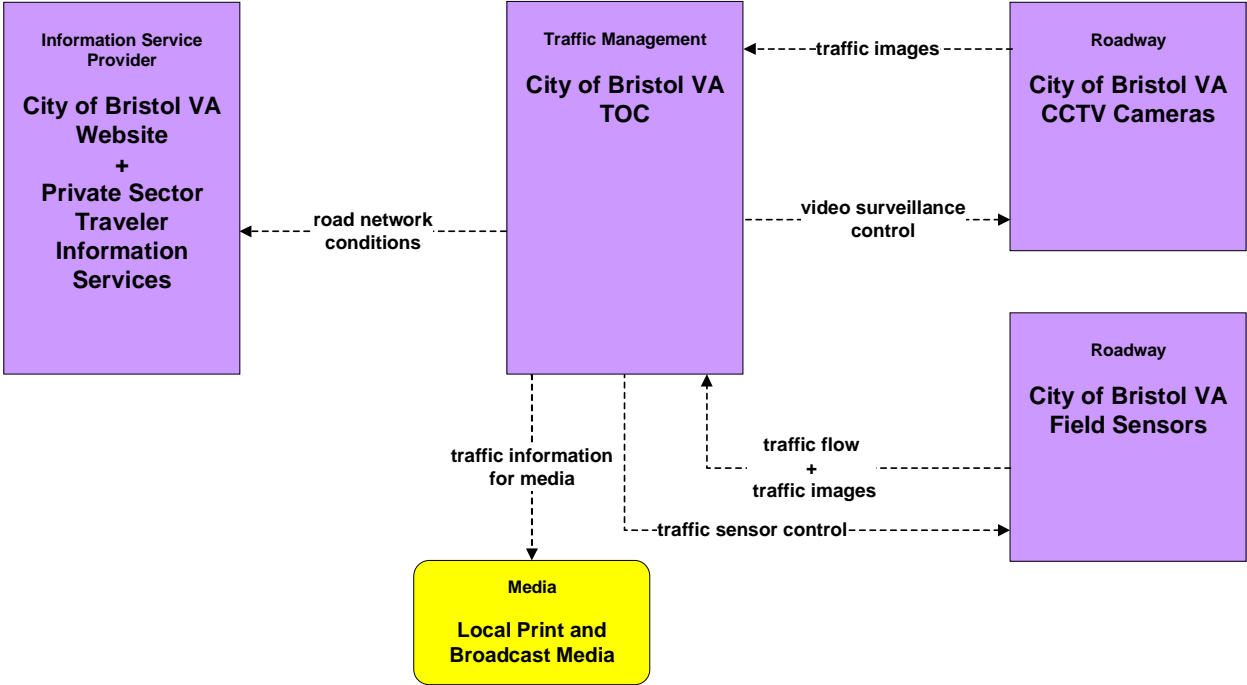 Information Service
Provider
City of Bristol VA
Website
+
Private Sector
Traveler
Information
Services
road network
conditions
Traffic Management
City of Bristol VA
TOC
traffic images
video surveillance
control
Roadway
City of Bristol VA
CCTV Cameras
Roadway
City of Bristol VA
Field Sensors
traffic flow
+
traffic images
traffic sensor control
traffic information
for media
Media
Local Print and
Broadcast Media